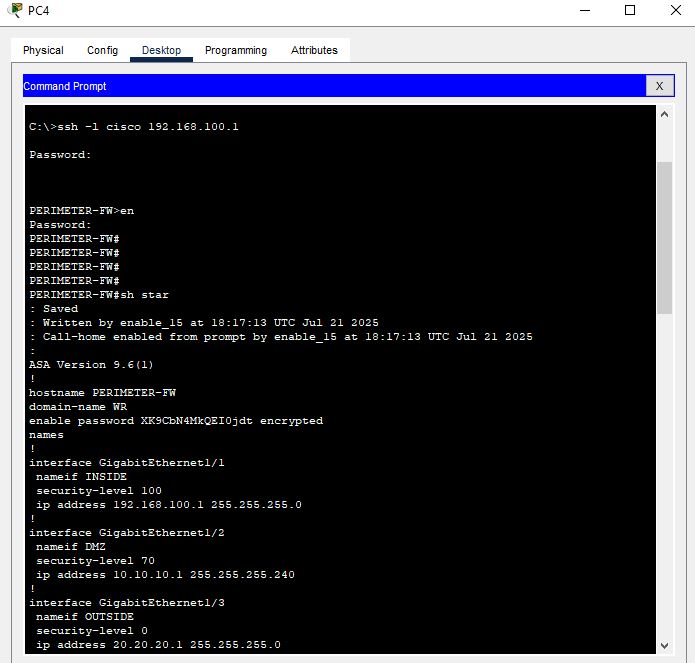 PC4
Physical Config Desktop Programming Attributes
Command Prompt X
C:\>ssh -l cisco 192.168.100.1
Password:
PERIMETER-FW>en
Password:
PERIMETER-FW#
PERIMETER-FW#
PERIMETER-FW#
PERIMETER-FW#
PERIMETER-FW#sh star
: Saved
: Written by enable_15 at 18:17:13 UTC Jul 21 2025
: Call-home enabled from prompt by enable_15 at 18:17:13 UTC Jul 21 2025
:
ASA Version 9.6(1)
!
hostname PERIMETER-FW
domain-name WR
enable password XK9CbN4MkQEI0jdt encrypted
names
!
interface GigabitEthernet1/1
nameif INSIDE
security-level 100
ip address 192.168.100.1 255.255.255.0
!
interface GigabitEthernet1/2
nameif DMZ
security-level 70
ip address 10.10.10.1 255.255.255.240
!
interface GigabitEthernet1/3
nameif OUTSIDE
security-level 0
ip address 20.20.20.1 255.255.255.0